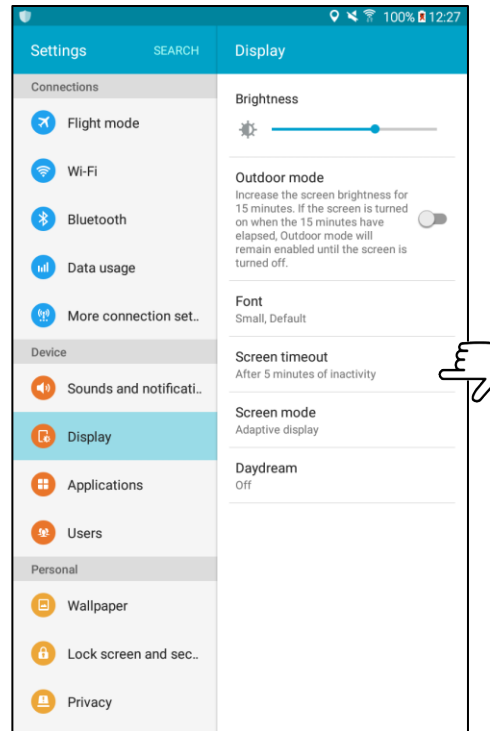 100% 12:27
Settings SEARCH
Connections
Flight mode
Wi-Fi
Bluetooth
Data usage
More connection set..
Device
Sounds and notificati..
Display
Applications
Users
Personal
Wallpaper
Lock screen and sec..
Privacy
Display
Brightness
Outdoor mode
Increase the screen brightness for
15 minutes. If the screen is turned
on when the 15 minutes have
elapsed, Outdoor mode will
remain enabled until the screen is
turned off.
Font
Small, Default
Screen timeout
After 5 minutes of inactivity
Screen mode
Adaptive display
Daydream
Off